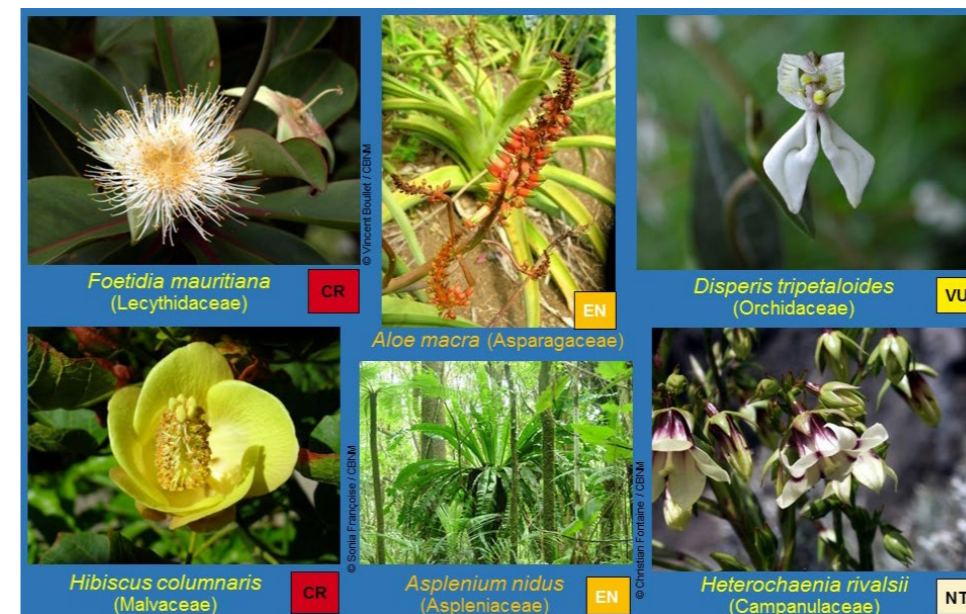 © Vincent Bouillet / CBNM
Foetidia mauritiana
(Lecythidaceae)
CR
EN
Aloe macra (Asparagaceae)
Disperis tripetaloides
(Orchidaceae)
VU
© Sonia Françoise / CBNM
© Christian Fontaine / CBNM
Hibiscus columnaris
(Malvaceae)
CR
Asplenium nidus
(Aspleniaceae)
EN
Heterochaenia rivalsii
(Campanulaceae)
NT